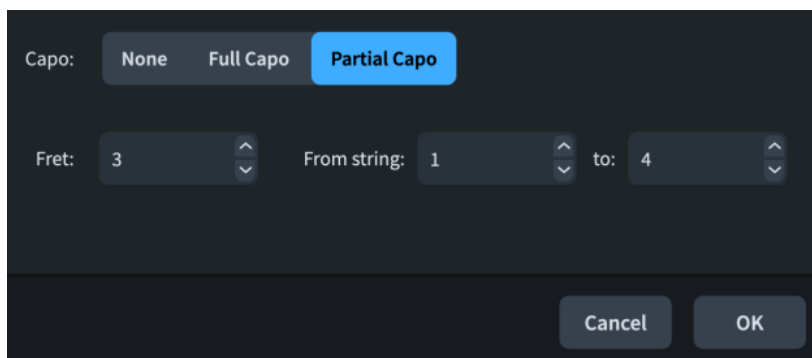 Capo: None Full Capo Partial Capo
Fret: 3 From string: 1 to: 4
Cancel OK